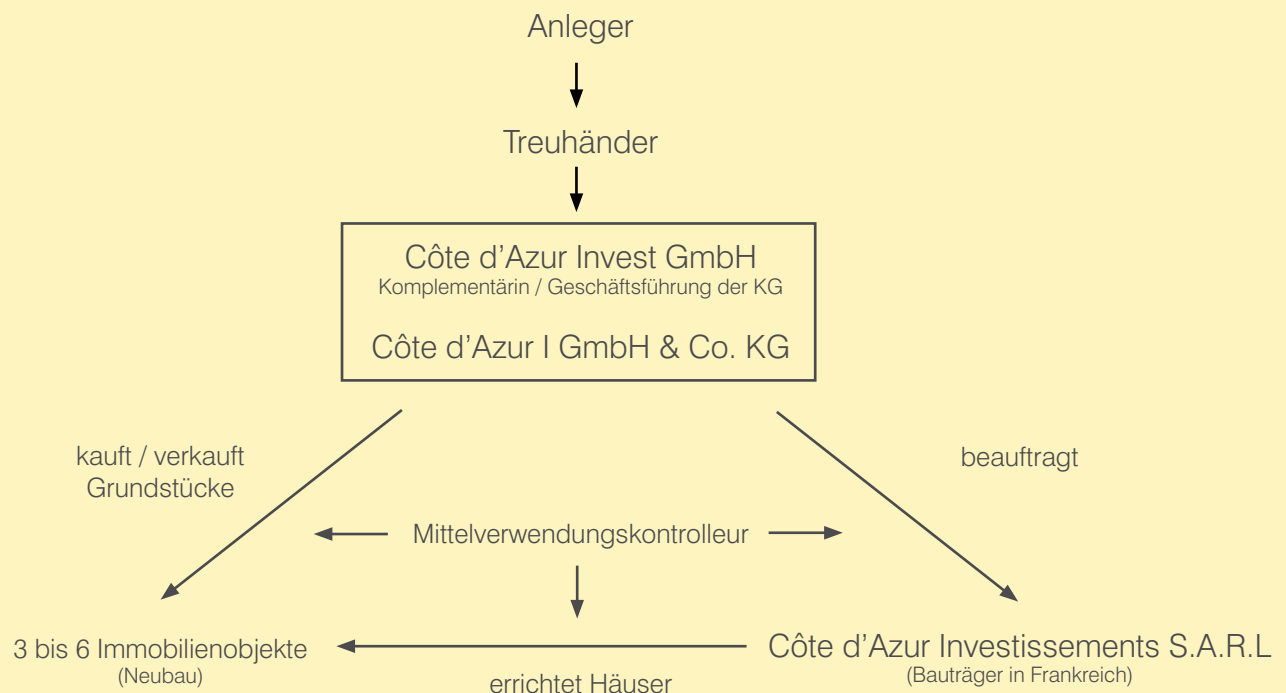 Anleger
Treuhänder
Côte d'Azur Invest GmbH
Komplementärin / Geschäftsführung der KG
Côte d'Azur I GmbH & Co. KG
kauft / verkauft
Grundstücke
beauftragt
Mittelverwendungskontrolleur
3 bis 6 Immobilienobjekte
(Neubau)
errichtet Häuser
Côte d'Azur Investissements S.A.R.L
(Bauträger in Frankreich)